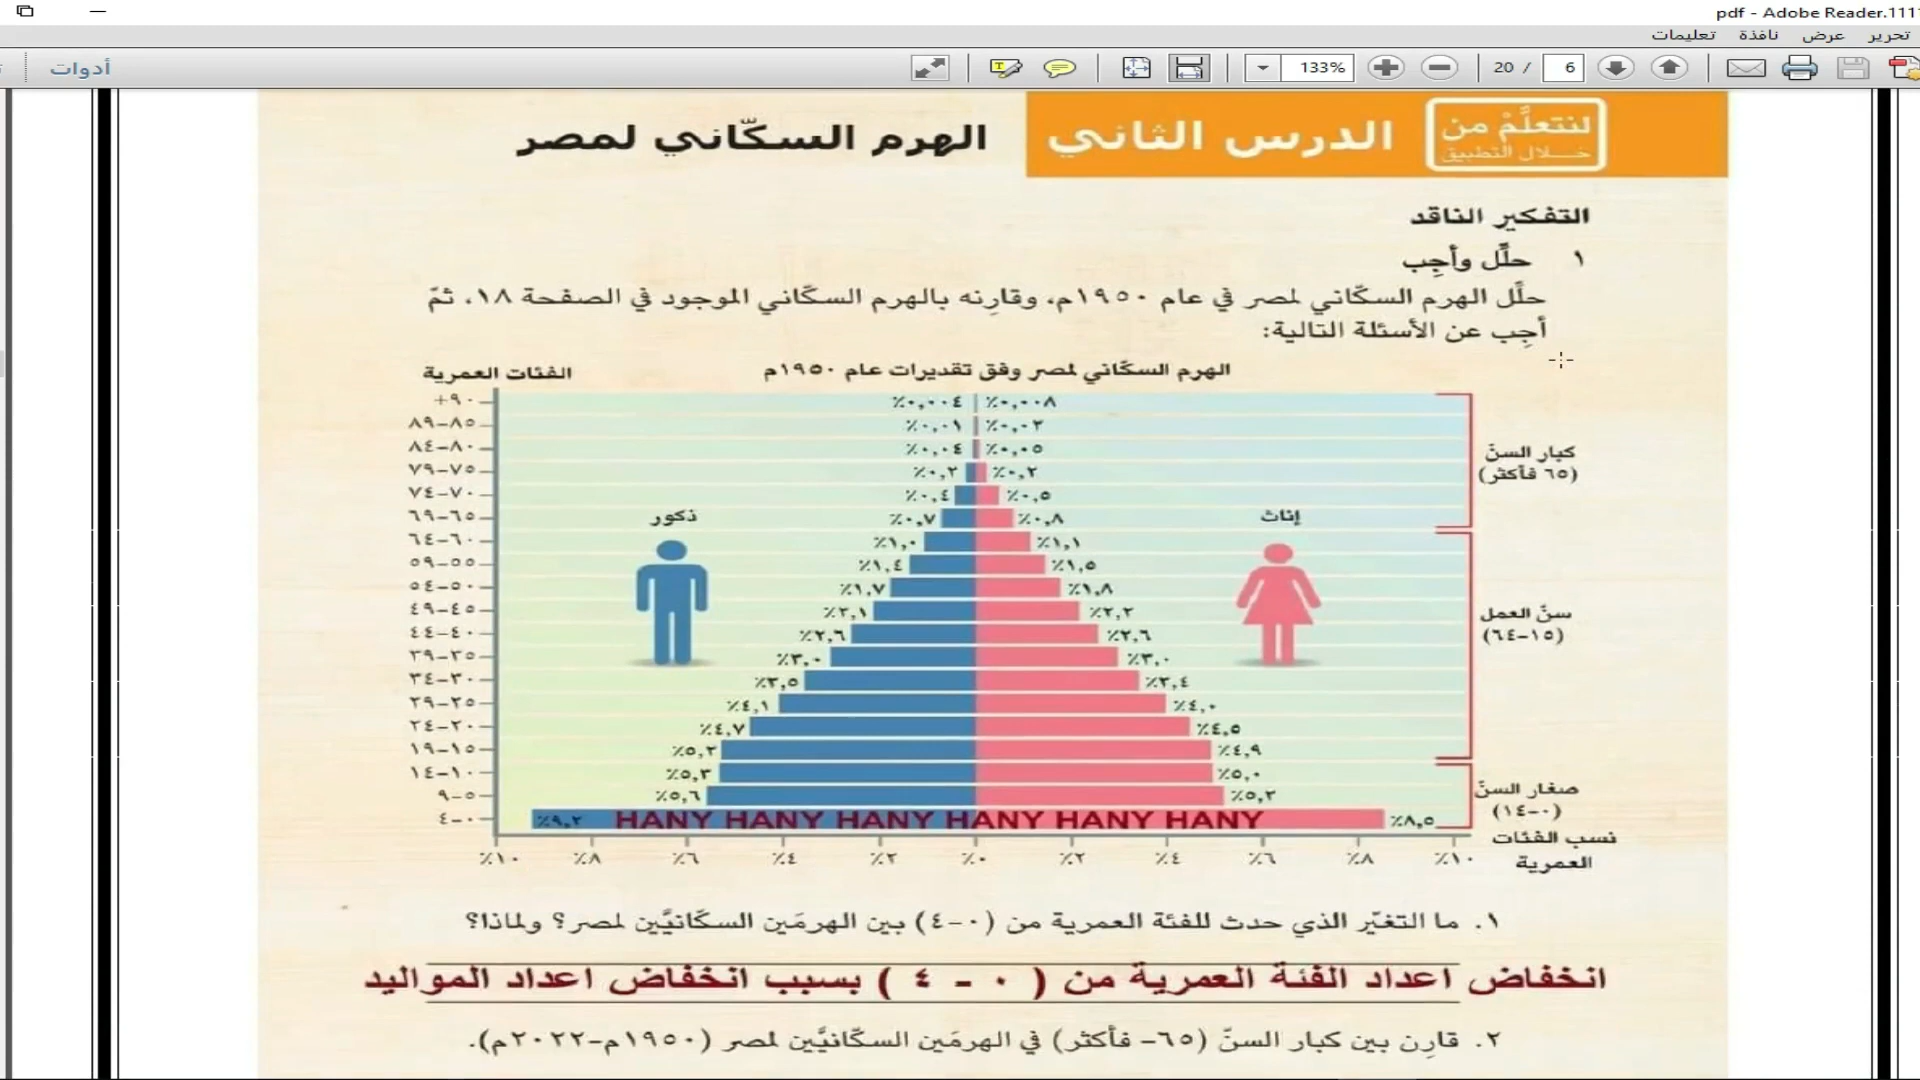 pdf - Adobe Reader.111
تحرير عرض نافذة تعليمات
6 / 20 133% أدوات
لنتعلَّمْ من خلال التطبيق
الدرس الثاني الهرم السكّاني لمصر
التفكير الناقد
١ حلِّل وأجِب
حلِّل الهرم السكّاني لمصر في عام ١٩٥٠م، وقارِنه بالهرم السكّاني الموجود في الصفحة ١٨، ثمّ
أجِب عن الأسئلة التالية:
الهرم السكّاني لمصر وفق تقديرات عام ١٩٥٠م
الفئات العمرية
+٩٠ ٪٠,٠٠٤ ٪٠,٠٠٨
٨٥-٨٩ ٪٠,٠١ ٪٠,٠٢
٨٠-٨٤ ٪٠,٠٤ ٪٠,٠٥
٧٥-٧٩ ٪٠,٢ ٪٠,٢
٧٠-٧٤ ٪٠,٤ ٪٠,٥
٦٥-٦٩ ٪٠,٧ ٪٠,٨
٦٠-٦٤ ٪١,٠ ٪١,١
٥٥-٥٩ ٪١,٤ ٪١,٥
٥٠-٥٤ ٪١,٧ ٪١,٨
٤٥-٤٩ ٪٢,١ ٪٢,٢
٤٠-٤٤ ٪٢,٦ ٪٢,٦
٣٥-٣٩ ٪٣,٠ ٪٣,٠
٣٠-٣٤ ٪٣,٥ ٪٣,٤
٢٥-٢٩ ٪٤,١ ٪٤,٠
٢٠-٢٤ ٪٤,٧ ٪٤,٥
١٥-١٩ ٪٥,٢ ٪٤,٩
١٠-١٤ ٪٥,٣ ٪٥,٠
٥-٩ ٪٥,٦ ٪٥,٢
٠-٤ ٪٩,٢ HANY HANY HANY HANY HANY HANY ٪٨,٥
ذكور
إناث
كبار السنّ
(٦٥ فأكثر)
سنّ العمل
(١٥-٦٤)
صغار السنّ
(٠-١٤)
نسب الفئات
العمرية
٪١٠ ٪٨ ٪٦ ٪٤ ٪٢ ٪٠ ٪٢ ٪٤ ٪٦ ٪٨ ٪١٠
١. ما التغيّر الذي حدث للفئة العمرية من (٠-٤) بين الهرمَين السكّانيَّين لمصر؟ ولماذا؟
انخفاض اعداد الفئة العمرية من ( ٠ - ٤ ) بسبب انخفاض اعداد المواليد
٢. قارِن بين كبار السنّ (٦٥- فأكثر) في الهرمَين السكّانيَّين لمصر (١٩٥٠م-٢٠٢٢م).